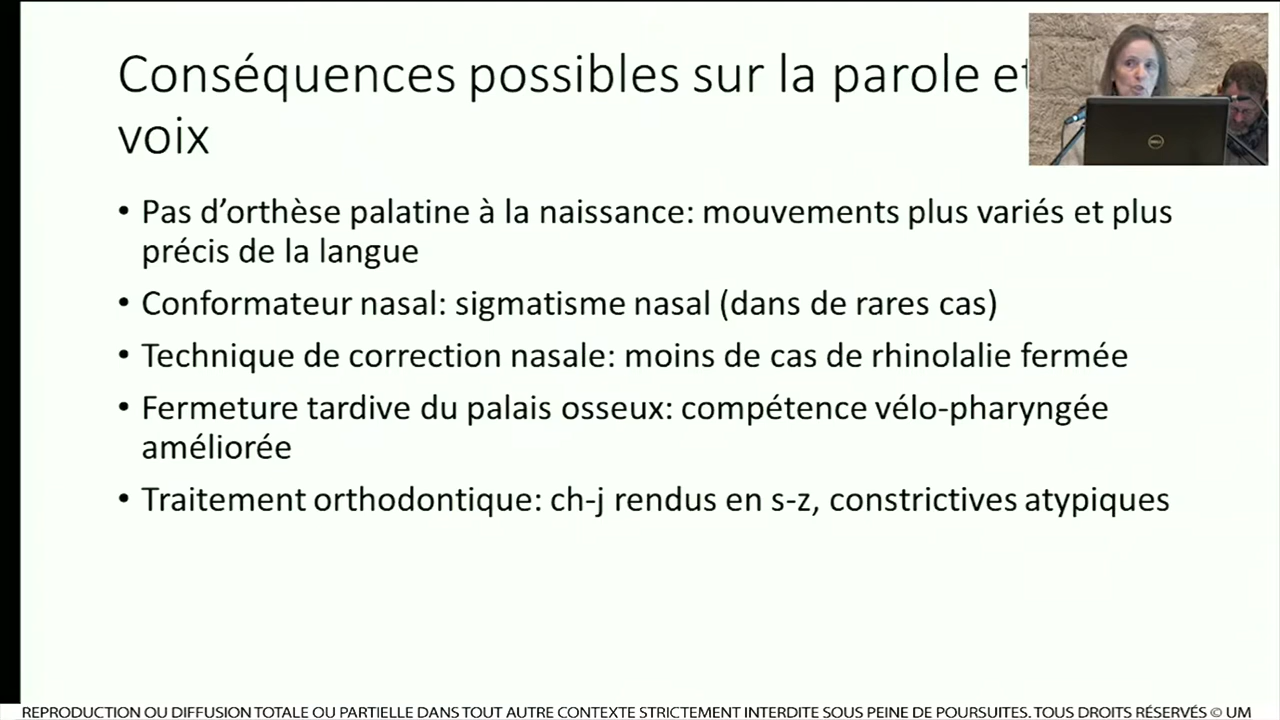 Conséquences possibles sur la parole et
voix
• Pas d’orthèse palatine à la naissance: mouvements plus variés et plus
précis de la langue
• Conformateur nasal: sigmatisme nasal (dans de rares cas)
• Technique de correction nasale: moins de cas de rhinolalie fermée
• Fermeture tardive du palais osseux: compétence vélo-pharyngée
améliorée
• Traitement orthodontique: ch-j rendus en s-z, constrictives atypiques
DELL
REPRODUCTION OU DIFFUSION TOTALE OU PARTIELLE DANS TOUT AUTRE CONTEXTE STRICTEMENT INTERDITE SOUS PEINE DE POURSUITES. TOUS DROITS RÉSERVÉS © UM